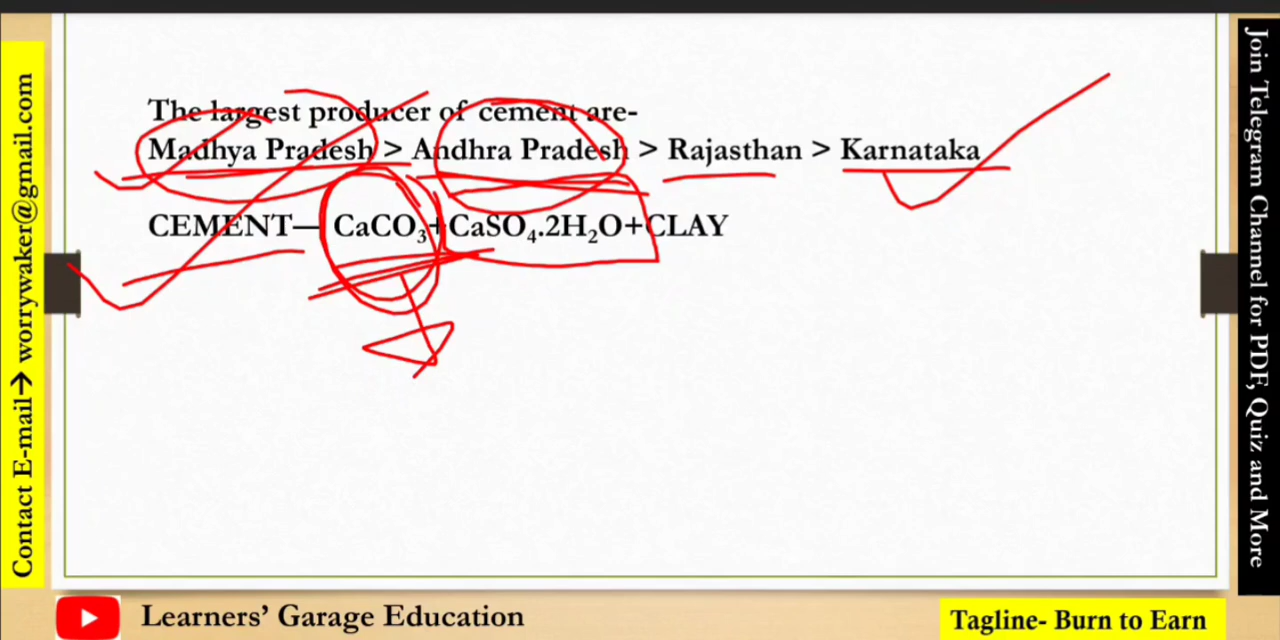 The largest producer of cement are-
Madhya Pradesh > Andhra Pradesh > Rajasthan > Karnataka
CEMENT— CaCO₃+CaSO₄.2H₂O+CLAY
Contact E-mail→ worrywaker@gmail.com
Join Telegram Channel for PDF, Quiz and More
Learners’ Garage Education
Tagline- Burn to Earn